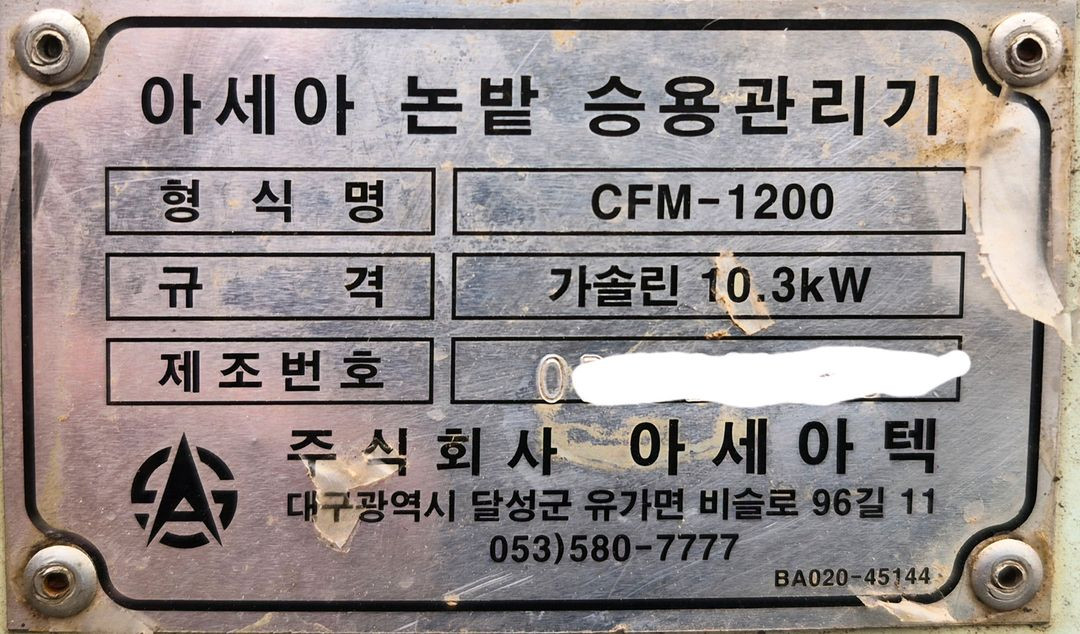 아세아 논밭 승용관리기
형식명 CFM-1200
규격 가솔린 10.3kW
제조번호 0
주식회사 아세아텍
대구광역시 달성군 유가면 비슬로 96길 11
053)580-7777
BA020-45144